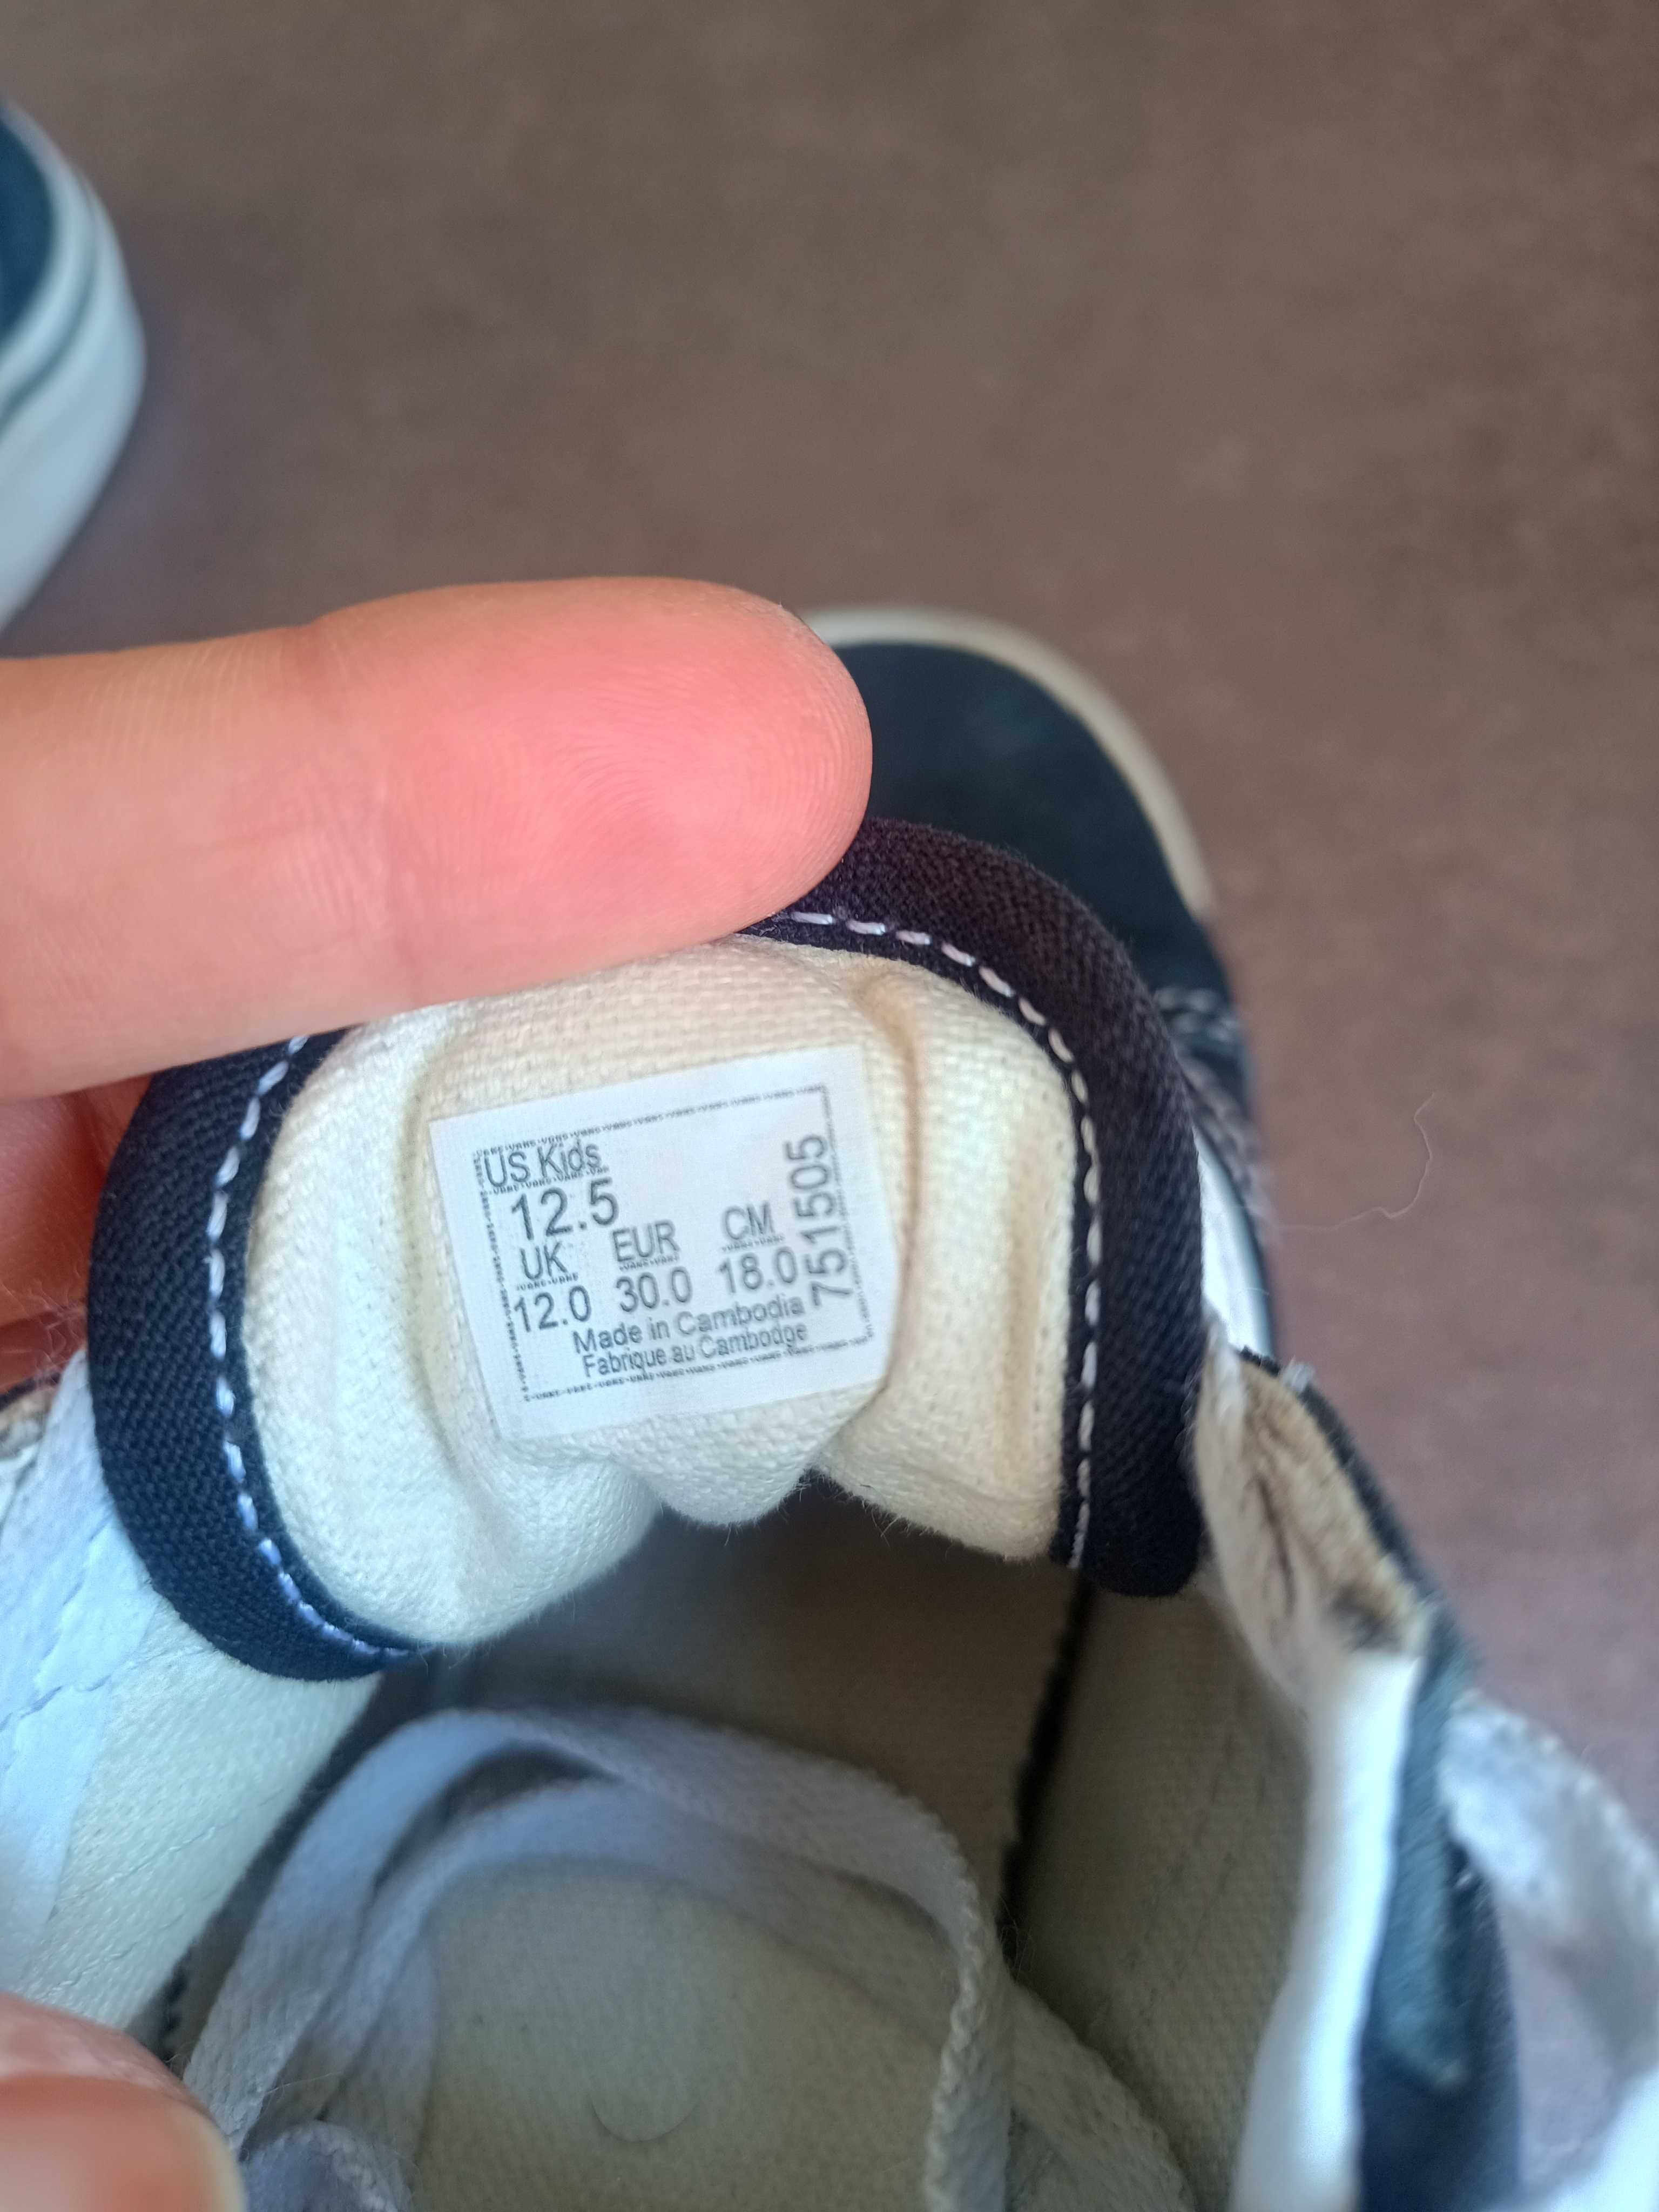 US Kids
12.5
UK EUR CM
12.0 30.0 18.0
Made in Cambodia
Fabrique au Cambodge
751505